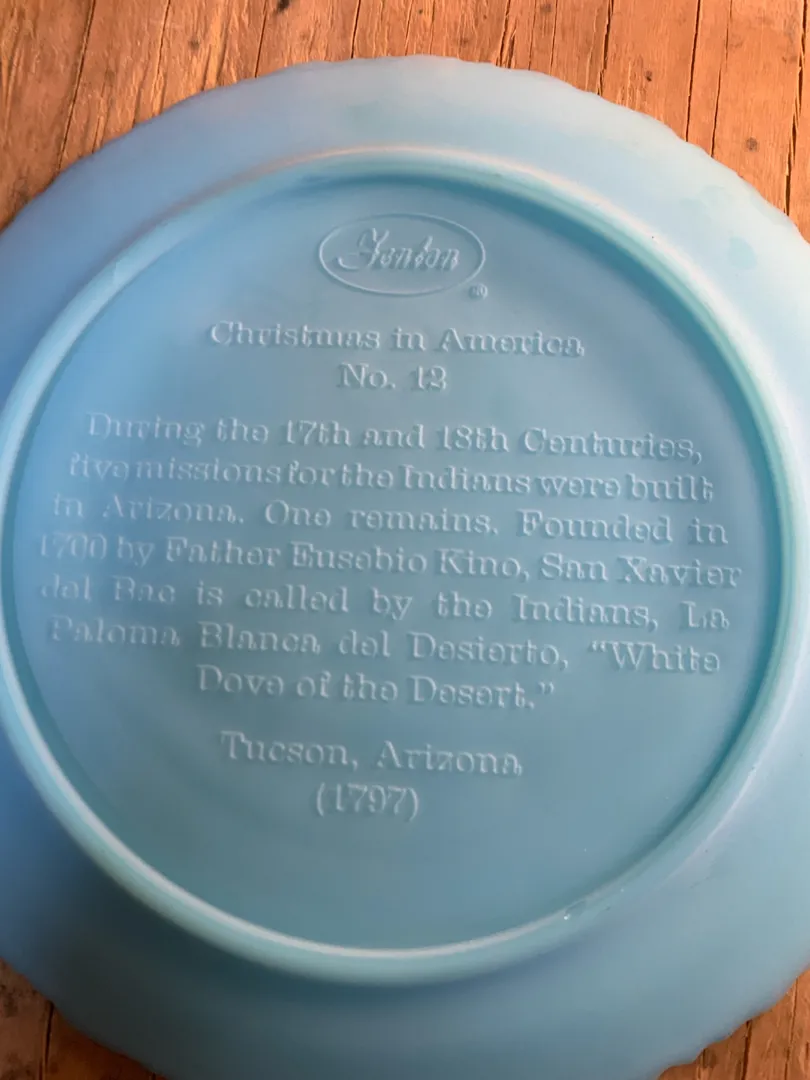 Fenton
®
Christmas in America
No. 12
During the 17th and 18th Centuries,
five missions for the Indians were built
in Arizona. One remains. Founded in
1700 by Father Eusebio Kino, San Xavier
del Bac is called by the Indians, La
Paloma Blanca del Desierto, “White
Dove of the Desert.”
Tucson, Arizona
(1797)